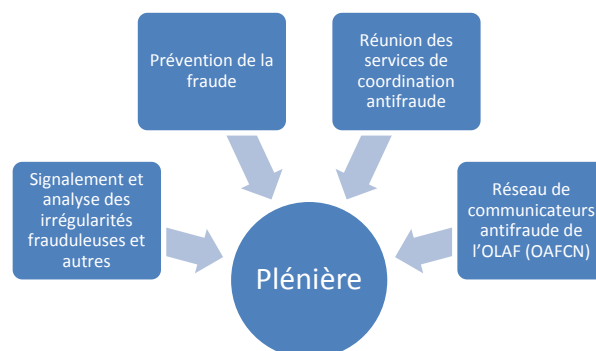 Prévention de la
fraude
Réunion des
services de
coordination
antifraude
Signalement et
analyse des
irrégularités
frauduleuses et
autres
Réseau de
communicateurs
antifraude de
l’OLAF (OAFCN)
Plénière